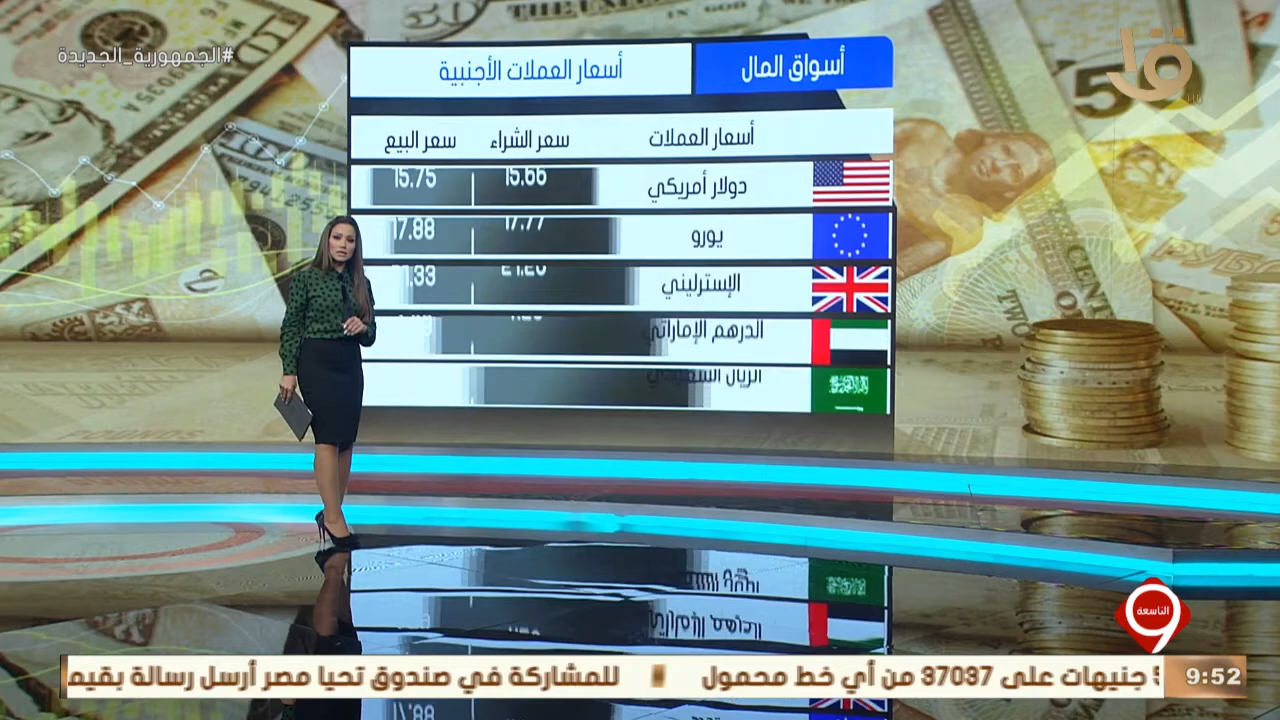 #الجمهورية_الجديدة
أسواق المال
أسعار العملات الأجنبية
أسعار العملات سعر الشراء سعر البيع
دولار أمريكي 15.66 15.75
يورو 17.77 17.88
الإسترليني
الدرهم الإماراتي
التاسعة
9
جنيهات على 37037 من أي خط محمول للمشاركة في صندوق تحيا مصر أرسل رسالة
9:52